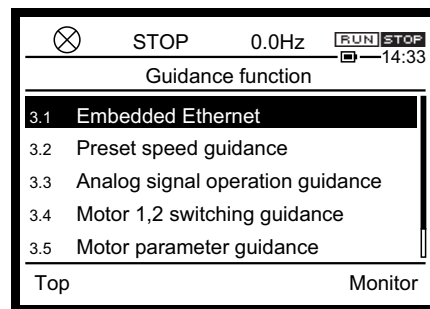 STOP 0.0Hz RUN STOP
14:33
Guidance function
3.1 Embedded Ethernet
3.2 Preset speed guidance
3.3 Analog signal operation guidance
3.4 Motor 1,2 switching guidance
3.5 Motor parameter guidance
Top Monitor